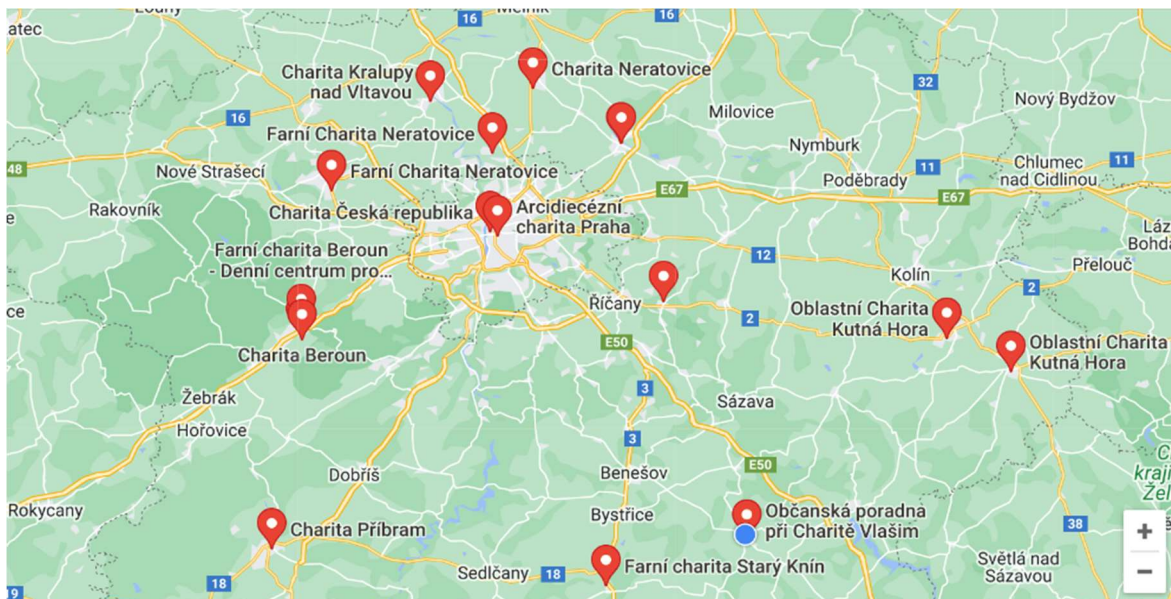 16
Mělník
16
32
Charita Kralupy
nad Vltavou
Charita Neratovice
Milovice
Nový Bydžov
16
Farní Charita Neratovice
Nymburk
48
Nové Strašecí
Farní Charita Neratovice
11
Chlumec
nad Cidlinou
11
Poděbrady
E67
E67
Rakovník
Charita Česká republika
Arcidiecézní
charita Praha
Farní charita Beroun
- Denní centrum pro...
12
Kolín
Přelouč
2
Říčany
2
Oblastní Charita
Kutná Hora
Charita Beroun
E50
Oblastní Charita
Kutná Hora
Žebrák
3
Sázava
Hořovice
3
Dobříš
Benešov
E50
Rokycany
Charita Příbram
Bystřice
Občanská poradna
při Charitě Vlašim
38
+
Světlá nad
Sázavou
−
18
Sedlčany
18
Farní charita Starý Knín
19